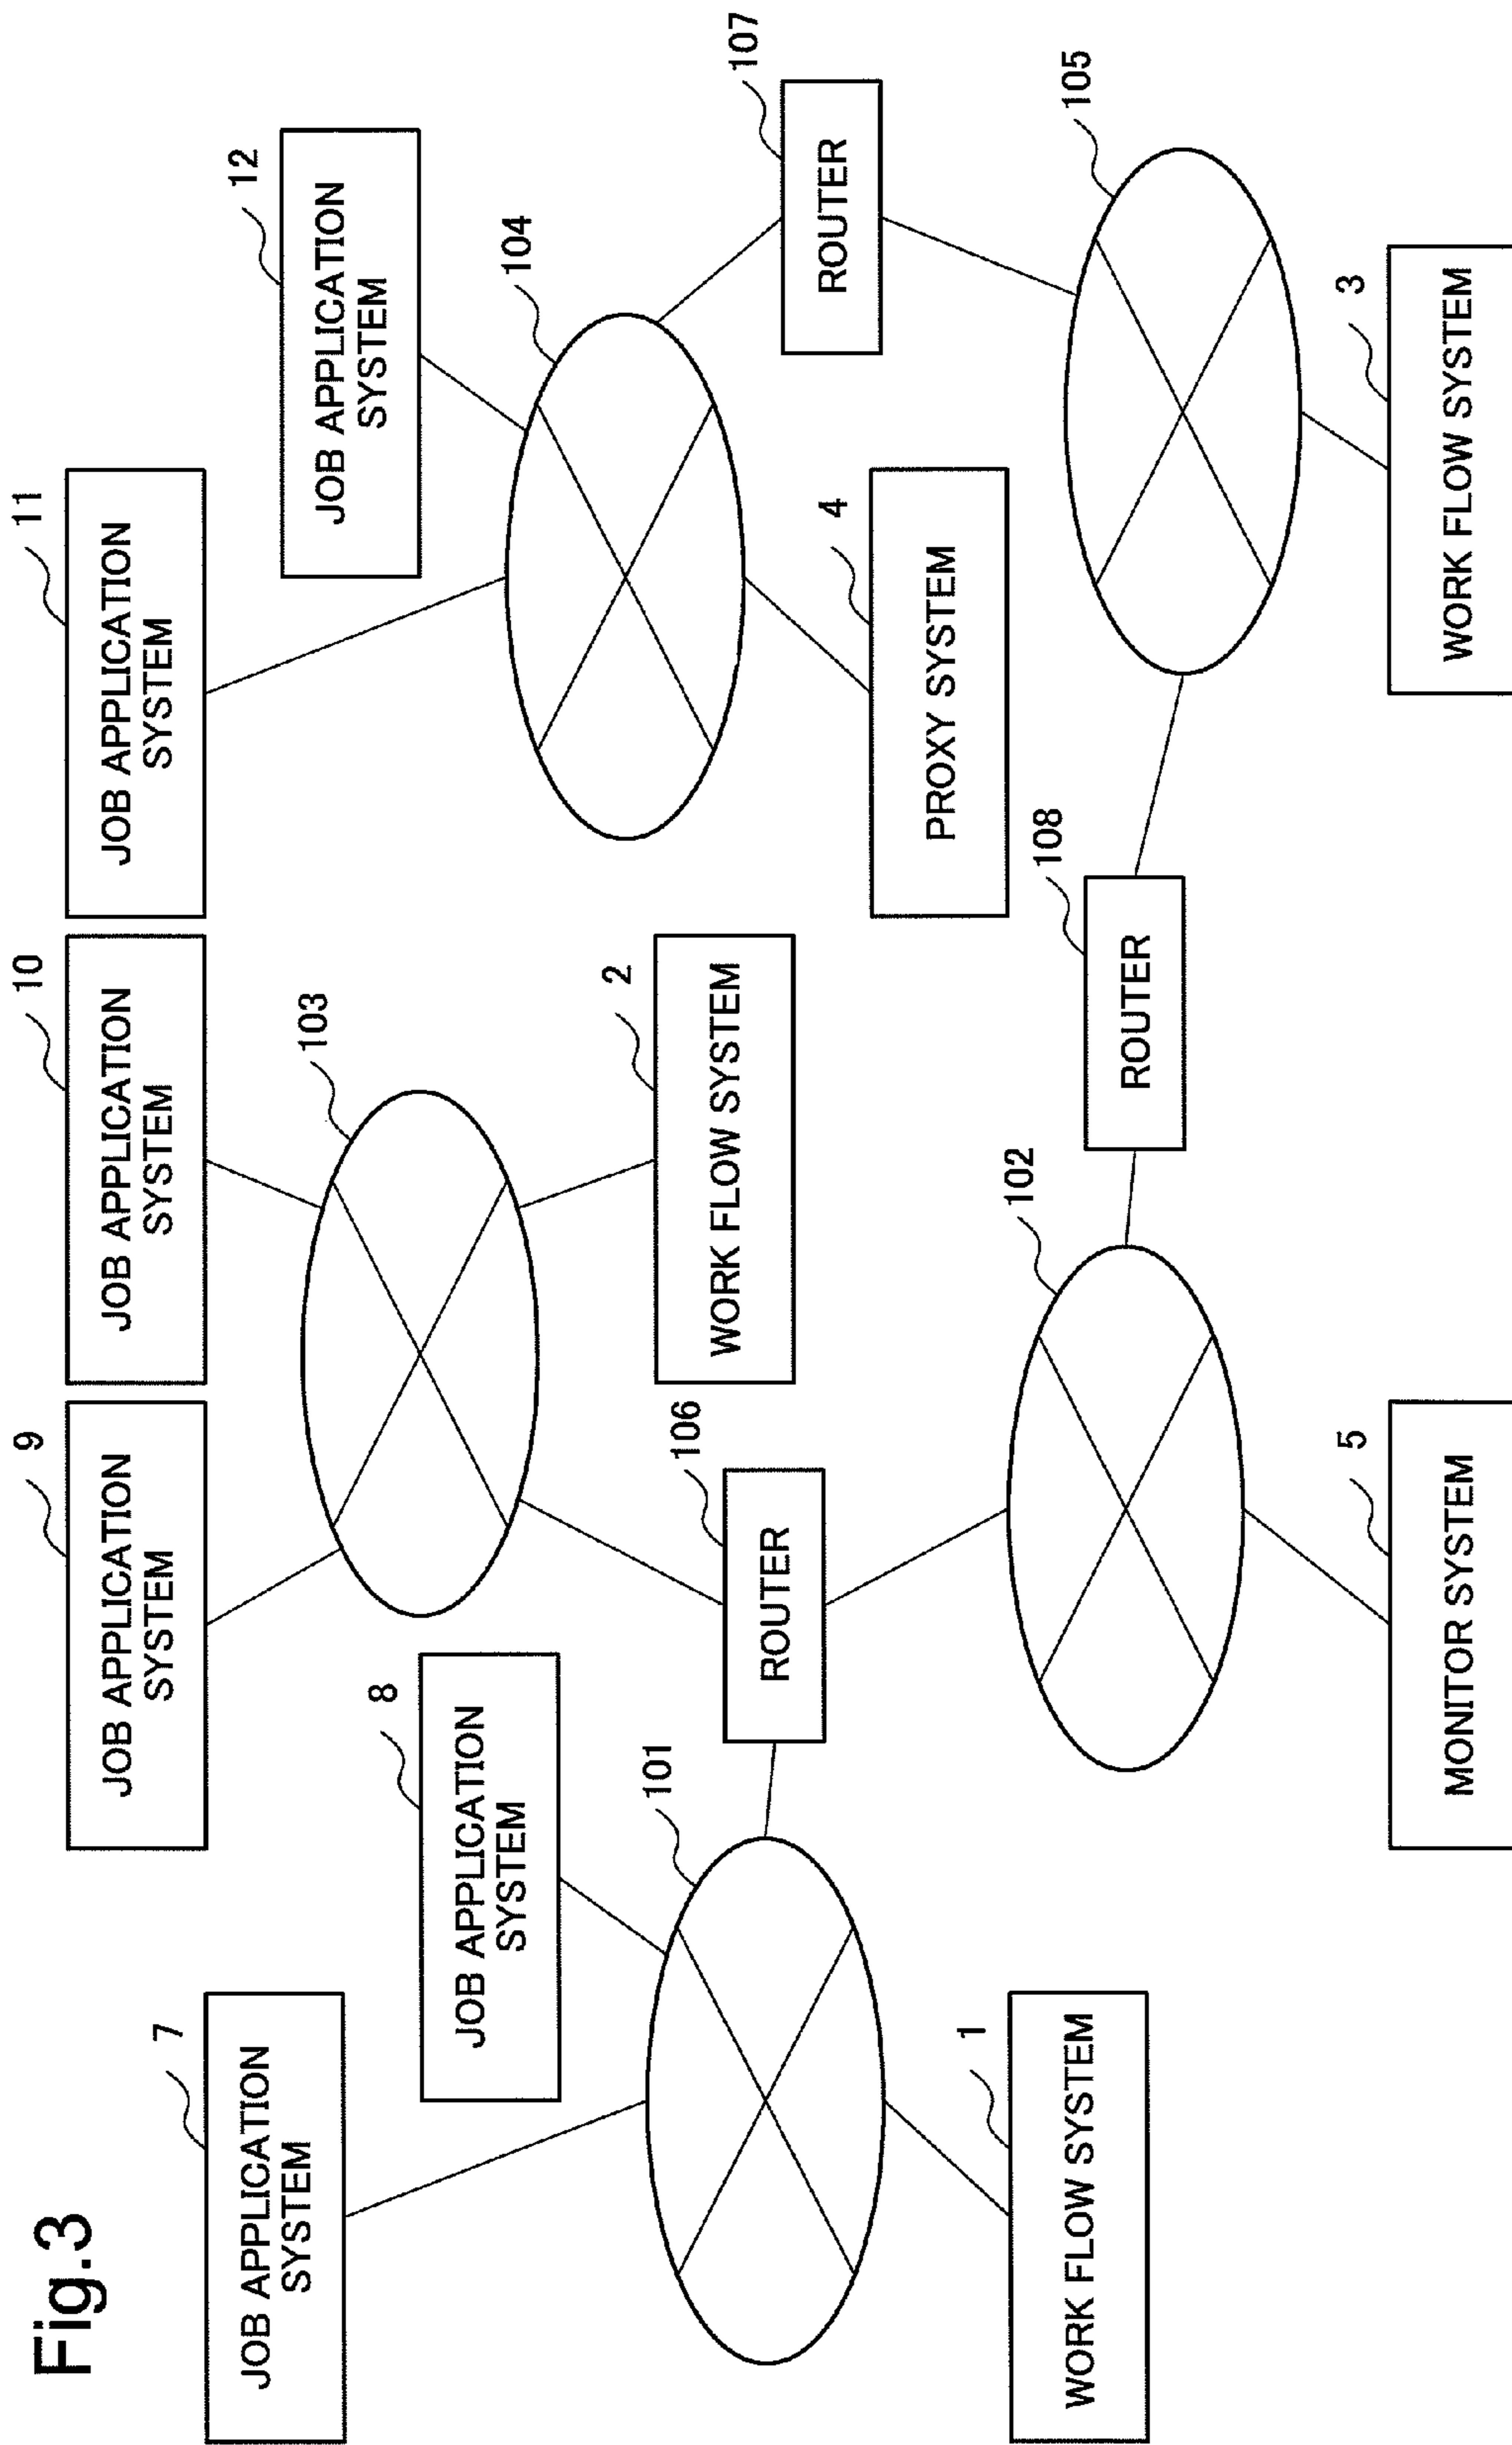 Fig.3
7
JOB APPLICATION
SYSTEM
8
JOB APPLICATION
SYSTEM
9
JOB APPLICATION
SYSTEM
10
JOB APPLICATION
SYSTEM
11
JOB APPLICATION
SYSTEM
12
JOB APPLICATION
SYSTEM
101
103
104
106
ROUTER
107
ROUTER
1
WORK FLOW SYSTEM
2
WORK FLOW SYSTEM
4
PROXY SYSTEM
102
108
ROUTER
105
5
MONITOR SYSTEM
3
WORK FLOW SYSTEM